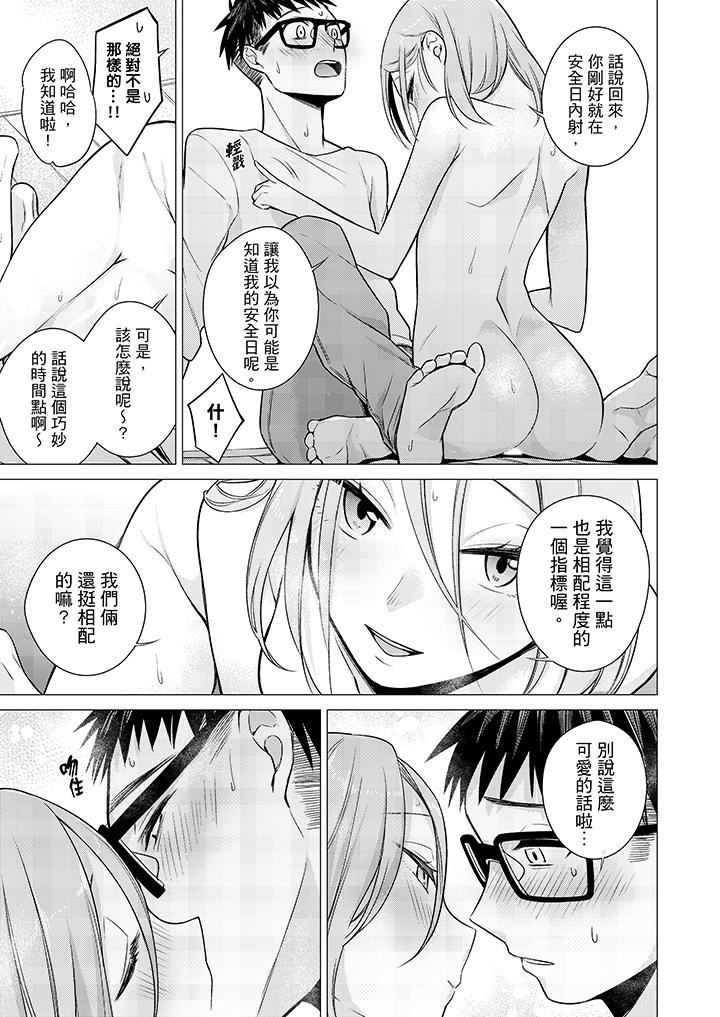 話說回來，
你剛好就在
安全日內射，
輕戳
讓我以為你可能是
知道我的安全日呢。
什！
絕對不是
那樣的…!!
啊哈哈，
我知道啦！
可是，
該怎麼說呢～？
話說這個巧妙
的時間點啊～
我覺得這一點
也是相配程度的
一個指標喔。
我們倆
還挺相配
的嘛？
別說這麼
可愛的話啦…
吻住